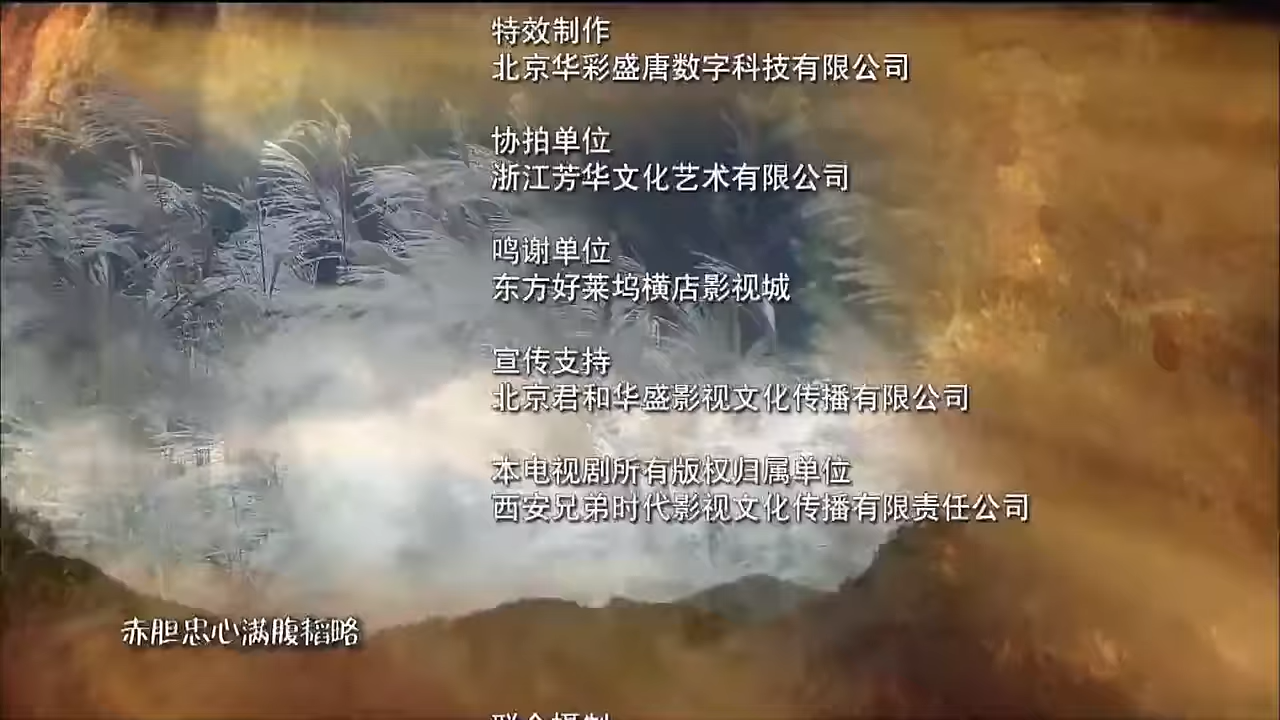 特效制作
北京华彩盛唐数字科技有限公司
协拍单位
浙江芳华文化艺术有限公司
鸣谢单位
东方好莱坞横店影视城
宣传支持
北京君和华盛影视文化传播有限公司
本电视剧所有版权归属单位
西安兄弟时代影视文化传播有限责任公司
赤胆忠心满腹韬略